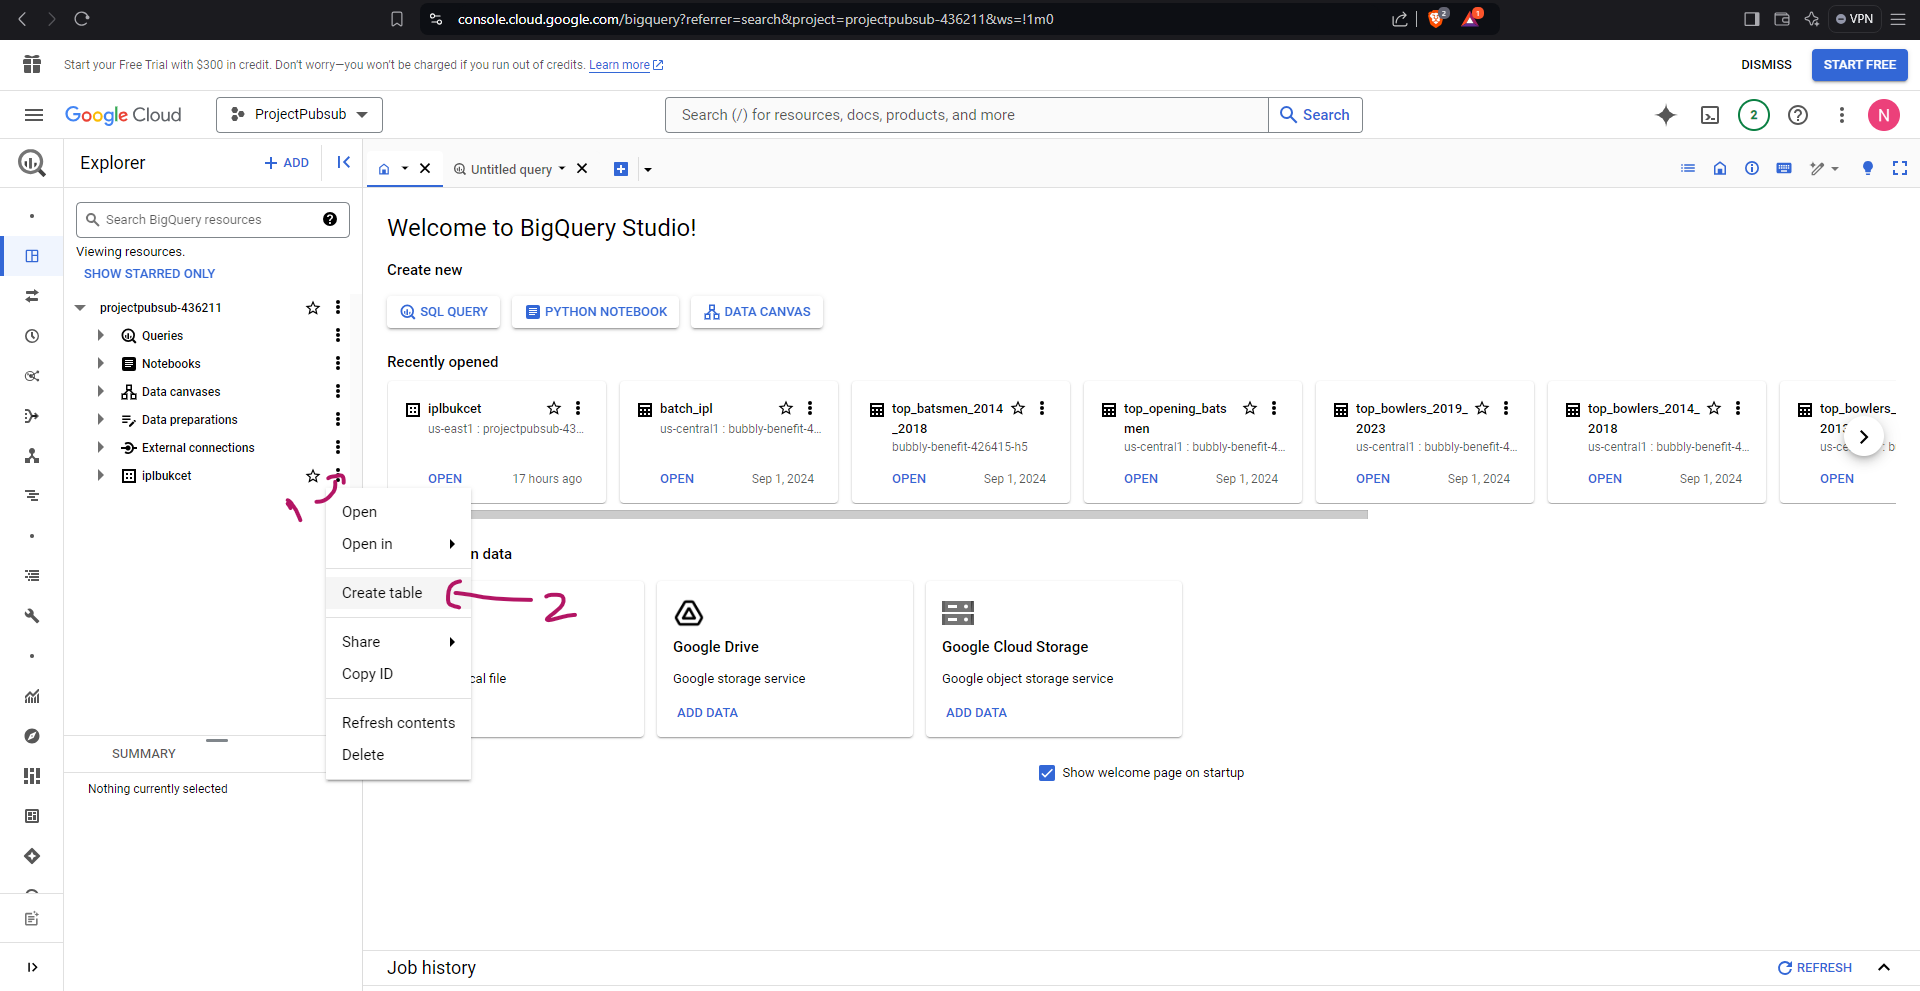 console.cloud.google.com/bigquery?referrer=search&project=projectpubsub-436211&ws=!1m0
2
1
VPN
Start your Free Trial with $300 in credit. Don't worry—you won't be charged if you run out of credits. Learn more
DISMISS
START FREE
Google Cloud
ProjectPubsub
Search (/) for resources, docs, products, and more
Search
2
N
Explorer
+ ADD
Untitled query
Search BigQuery resources
Viewing resources.
SHOW STARRED ONLY
projectpubsub-436211
Queries
Notebooks
Data canvases
Data preparations
External connections
iplbukcet
1
Open
Open in
Create table
2
Share
Copy ID
Refresh contents
Delete
SUMMARY
Nothing currently selected
Welcome to BigQuery Studio!
Create new
SQL QUERY
PYTHON NOTEBOOK
DATA CANVAS
Recently opened
iplbukcet
us-east1 : projectpubsub-43...
OPEN
17 hours ago
batch_ipl
us-central1 : bubbly-benefit-4...
OPEN
Sep 1, 2024
top_batsmen_2014
_2018
bubbly-benefit-426415-h5
OPEN
Sep 1, 2024
top_opening_bats
men
us-central1 : bubbly-benefit-4...
OPEN
Sep 1, 2024
top_bowlers_2019_
2023
us-central1 : bubbly-benefit-4...
OPEN
Sep 1, 2024
top_bowlers_2014_
2018
us-central1 : bubbly-benefit-4...
OPEN
Sep 1, 2024
top_bowlers_
OPEN
n data
cal file
Google Drive
Google storage service
ADD DATA
Google Cloud Storage
Google object storage service
ADD DATA
Show welcome page on startup
Job history
REFRESH